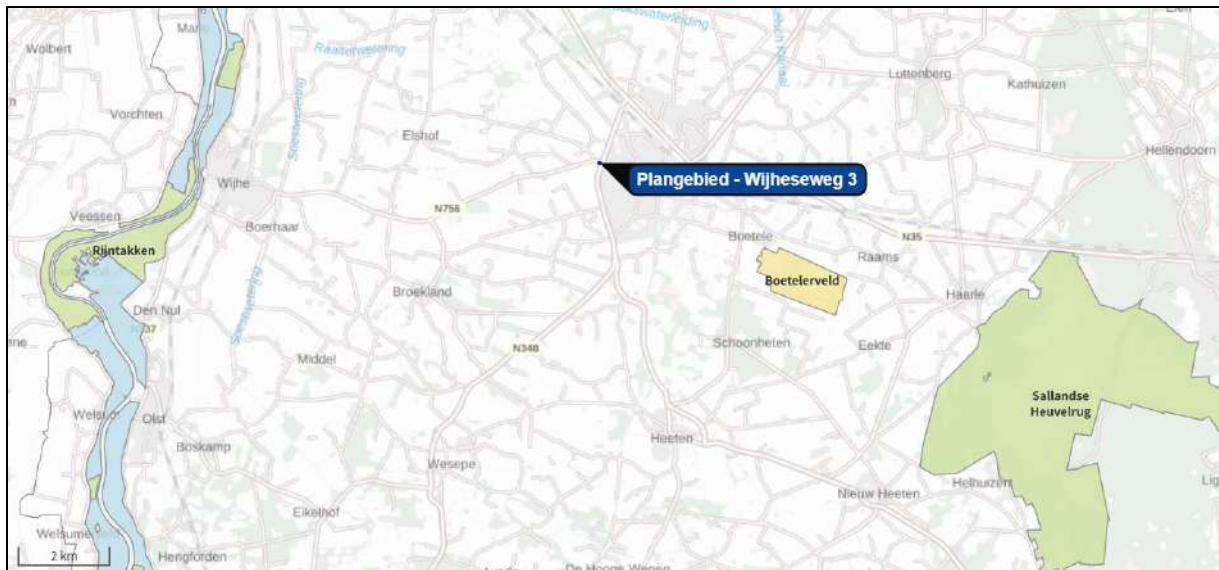 Wolbert
Raalterwetering
Luttenberg
Kathuizen
Vorchten
Soestwetering
Elshof
Hellendoorn
Plangebied - Wijheseweg 3
Wijhe
N756
Veessen
Boerhaar
Boetele
N35
Rijntakken
Raams
Boetelerveld
Soestwetering
Broekland
Haarle
Den Nul
N348
Schoonheten
Eekte
Middel
Sallandse
Heuvelrug
Olst
Boskamp
Heeten
Wesepe
Helhuizen
Nieuw Heeten
Eikelhof
2 km
Hengforden